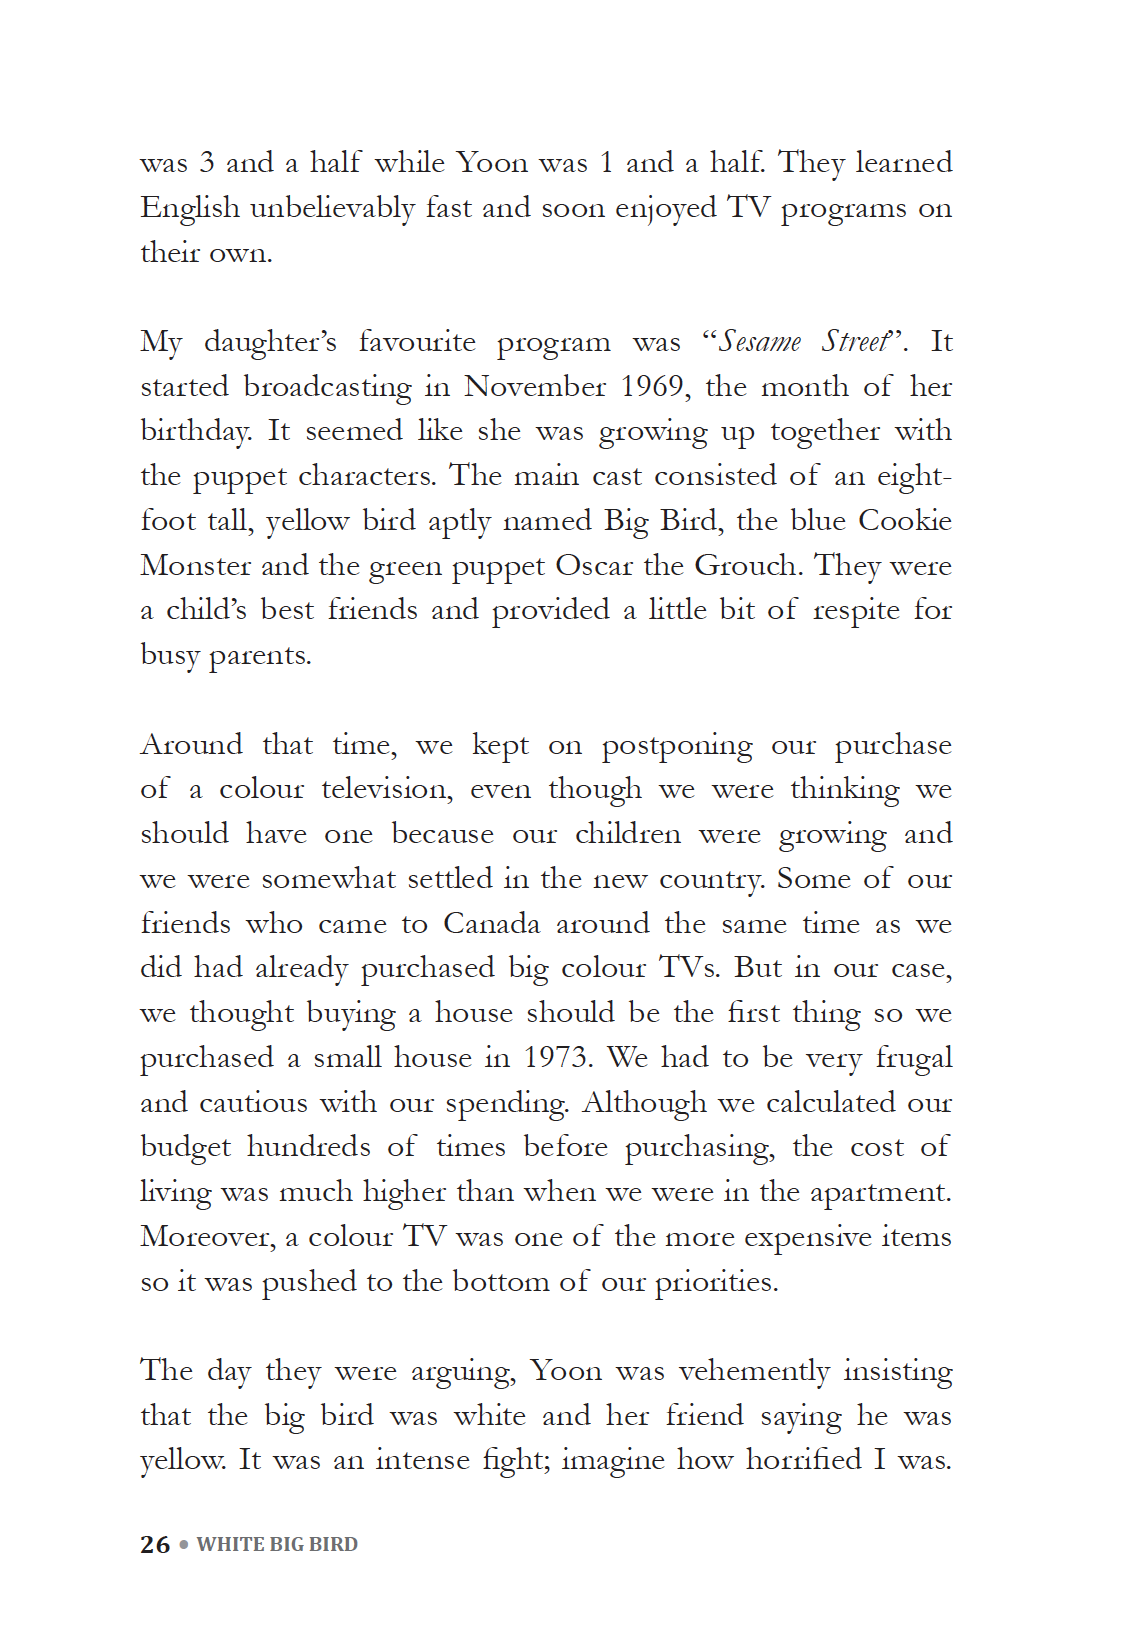 was 3 and a half while Yoon was 1 and a half. They learned
English unbelievably fast and soon enjoyed TV programs on
their own.
My daughter’s favourite program was “Sesame Street”. It
started broadcasting in November 1969, the month of her
birthday. It seemed like she was growing up together with
the puppet characters. The main cast consisted of an eight-
foot tall, yellow bird aptly named Big Bird, the blue Cookie
Monster and the green puppet Oscar the Grouch. They were
a child’s best friends and provided a little bit of respite for
busy parents.
Around that time, we kept on postponing our purchase
of a colour television, even though we were thinking we
should have one because our children were growing and
we were somewhat settled in the new country. Some of our
friends who came to Canada around the same time as we
did had already purchased big colour TVs. But in our case,
we thought buying a house should be the first thing so we
purchased a small house in 1973. We had to be very frugal
and cautious with our spending. Although we calculated our
budget hundreds of times before purchasing, the cost of
living was much higher than when we were in the apartment.
Moreover, a colour TV was one of the more expensive items
so it was pushed to the bottom of our priorities.
The day they were arguing, Yoon was vehemently insisting
that the big bird was white and her friend saying he was
yellow. It was an intense fight; imagine how horrified I was.
26 • WHITE BIG BIRD